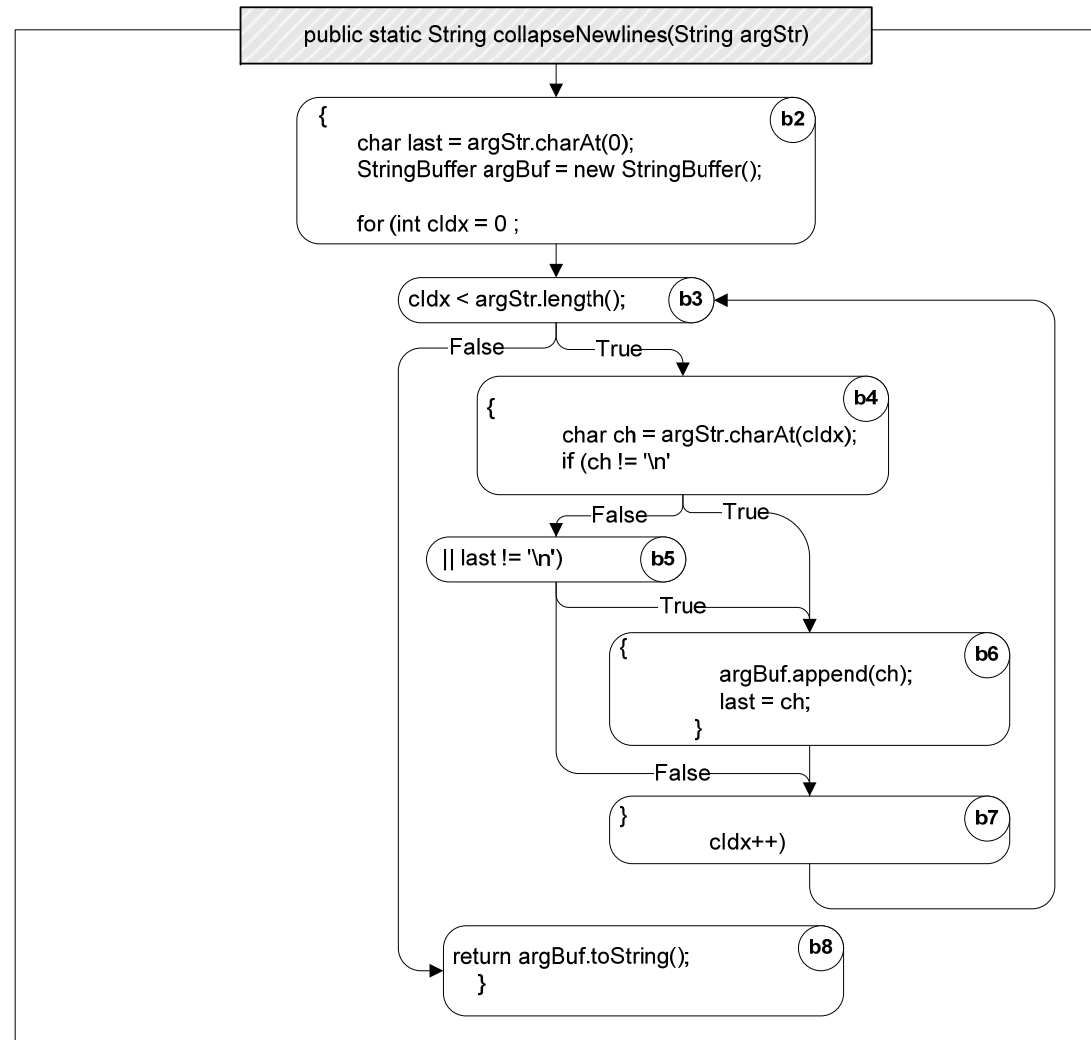 public static String collapseNewlines(String argStr)
{
b2
char last = argStr.charAt(0);
StringBuffer argBuf = new StringBuffer();
for (int cIdx = 0 ;
cIdx < argStr.length();
b3
False
True
b4
{
char ch = argStr.charAt(cIdx);
if (ch != '\n'
False
True
|| last != '\n')
b5
True
{
b6
argBuf.append(ch);
last = ch;
}
False
}
b7
cIdx++)
b8
return argBuf.toString();
}